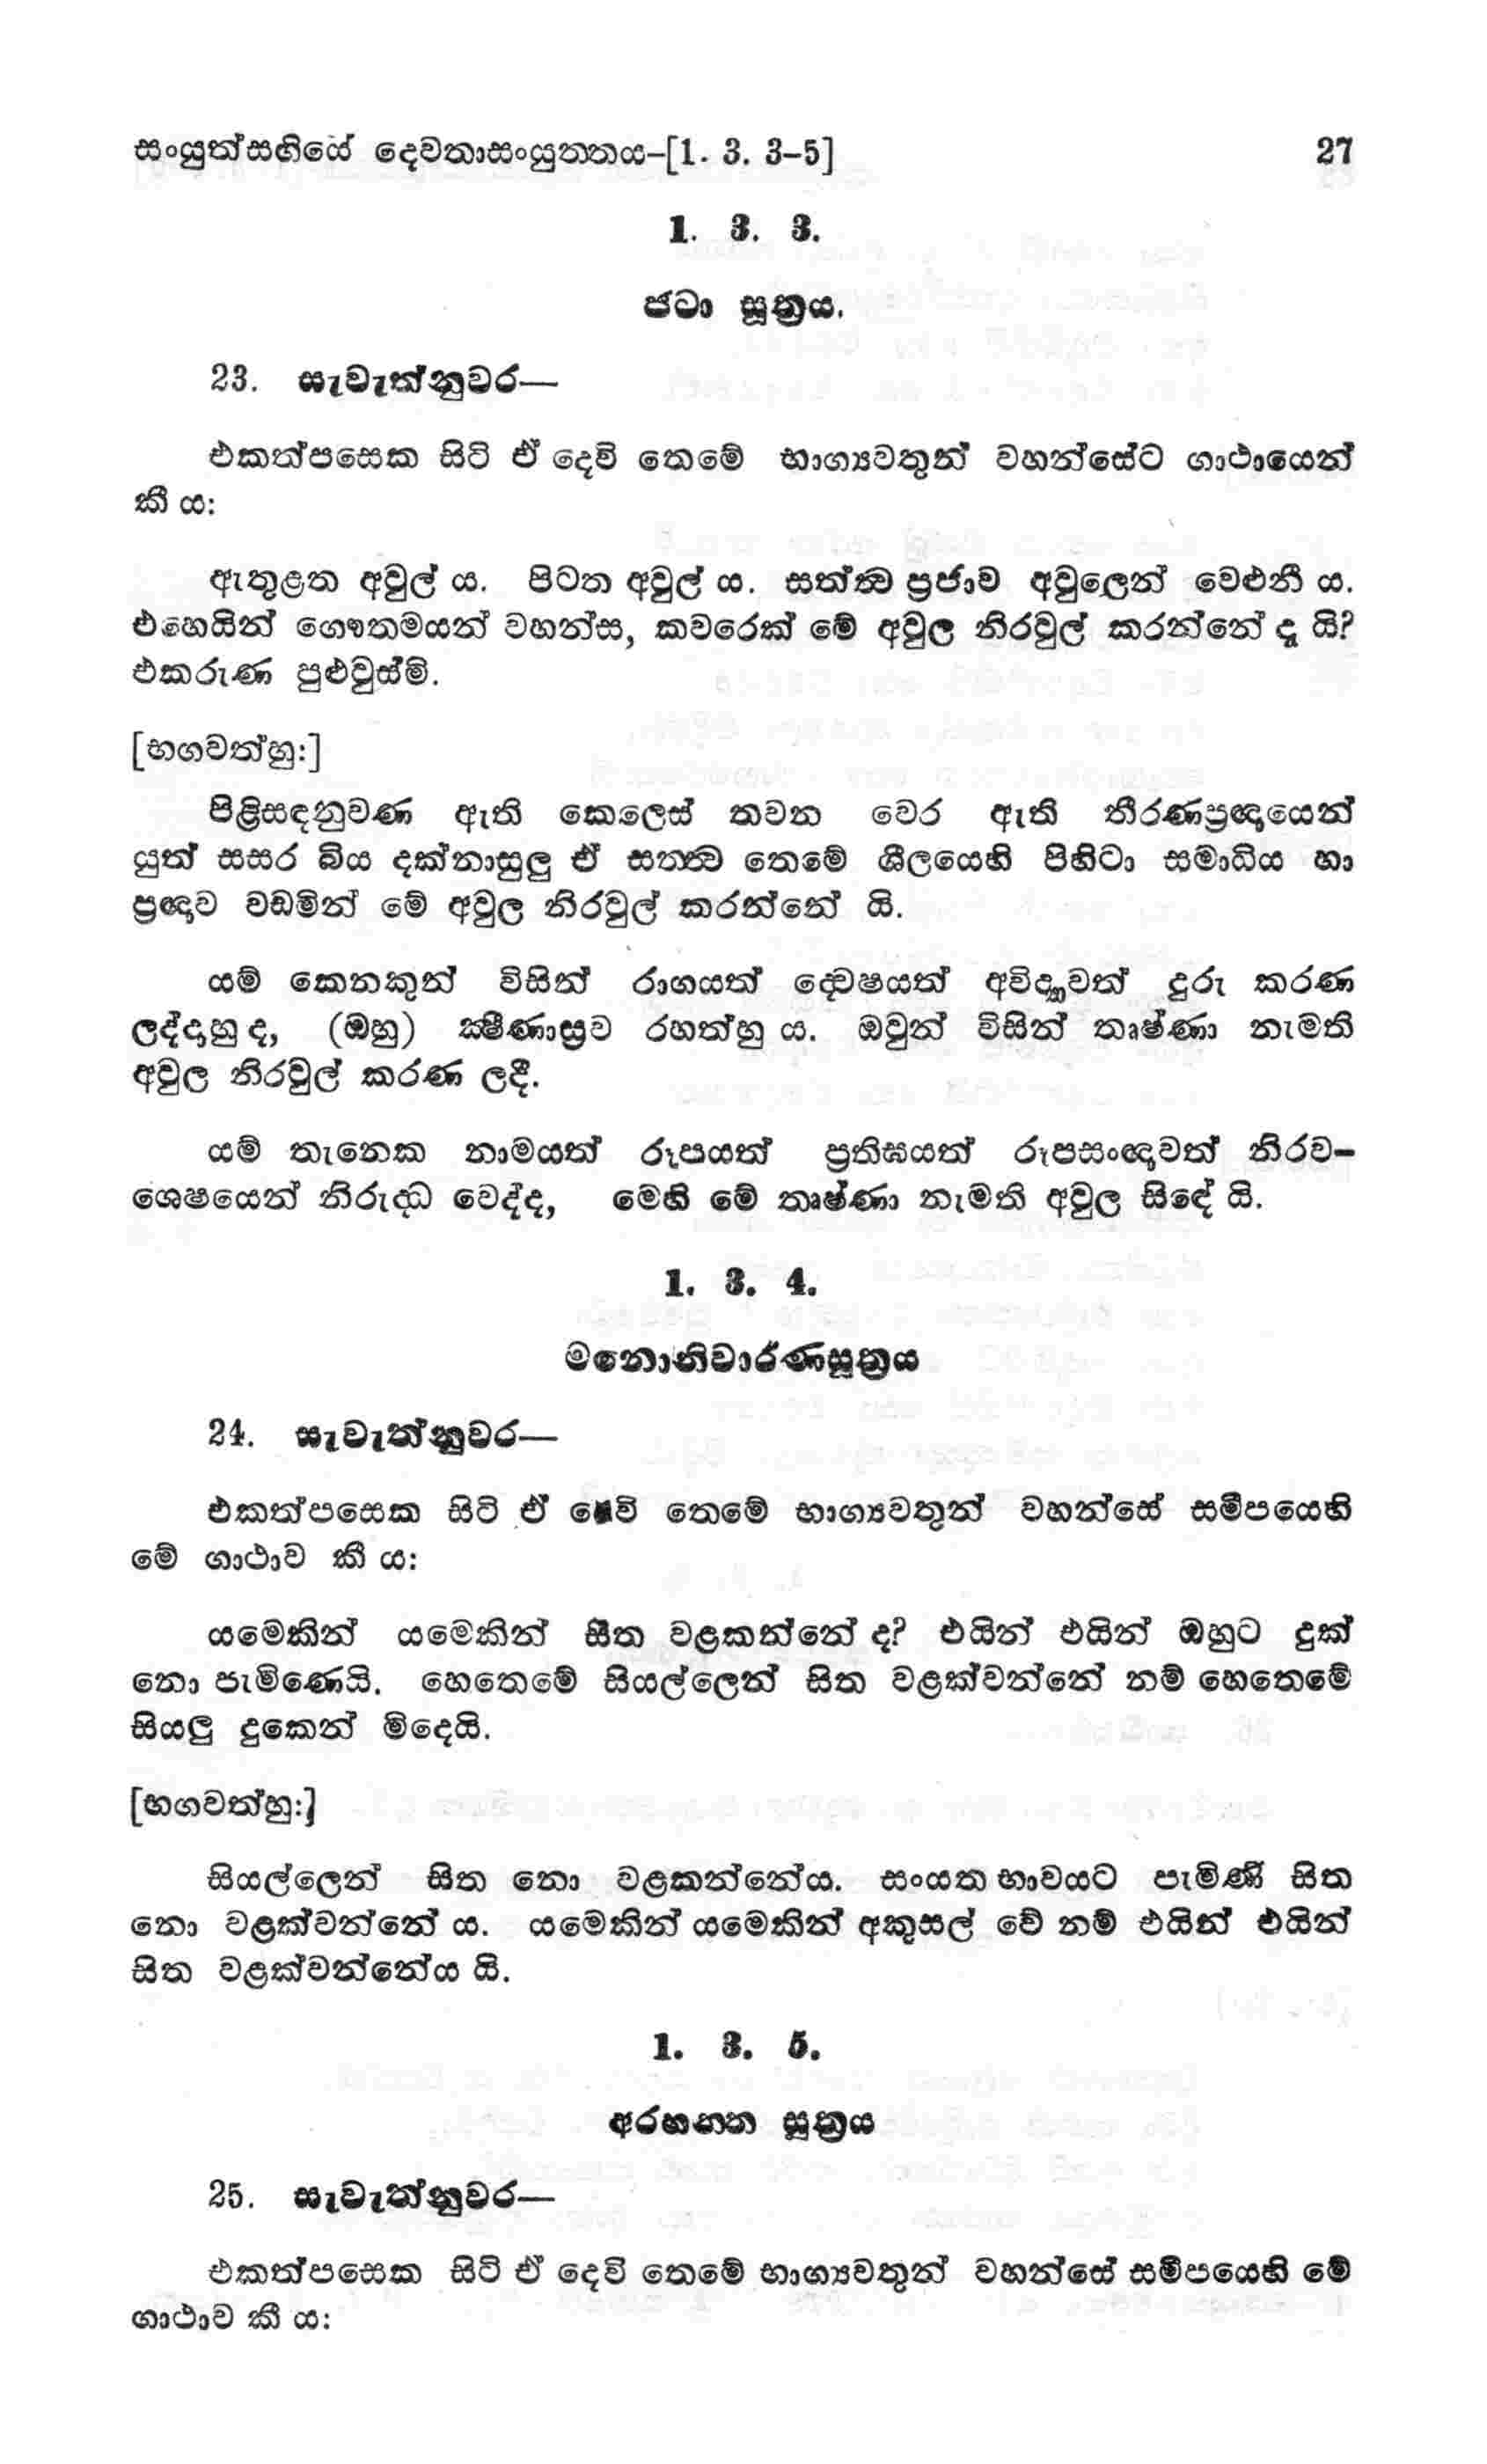 සංයුත්සඟියේ දෙවතාසංයුත්තය–[1. 3. 3–5] 27
1. 3. 3.
ජටා සූත්‍රය.
23. සැවැත්නුවර—
එකත්පසෙක සිටි ඒ දෙවි තෙමේ භාග්‍යවතුන් වහන්සේට ගාථායෙන්
කී ය:
ඇතුළත අවුල් ය. පිටත අවුල් ය. සත්ත්‍ව ප්‍රජාව අවුලෙන් වෙළුනී ය.
එහෙයින් ගෞතමයන් වහන්ස, කවරෙක් මේ අවුල නිරවුල් කරන්නේ දැ යි?
එකරුණ පුළුවුස්මි.
[භගවත්හු:]
පිළිසඳනුවණ ඇති කෙලෙස් තවන වෙර ඇති තීරණප්‍රඥායෙන්
යුත් සසර බිය දක්නාසුලු ඒ සත්ත්‍ව තෙමේ ශීලයෙහි පිහිටා සමාධිය හා
ප්‍රඥාව වඩමින් මේ අවුල නිරවුල් කරන්නේ යි.
යම් කෙනකුන් විසින් රාගයත් ද්වෙෂයත් අවිද්‍යාවත් දුරු කරණ
ලද්දාහු ද, (ඔහු) ක්‍ෂීණාස්‍රව රහත්හු ය. ඔවුන් විසින් තෘෂ්ණා නැමති
අවුල නිරවුල් කරණ ලදී.
යම් තැනෙක නාමයත් රූපයත් ප්‍රතිඝයත් රූපසංඥාවත් නිරව-
ශෙෂයෙන් නිරුද්ධ වෙද්ද, මෙහි මේ තෘෂ්ණා නැමති අවුල සිඳේ යි.
1. 3. 4.
මනොනිවාරණසූත්‍රය
24. සැවැත්නුවර—
එකත්පසෙක සිටි ඒ දෙවි තෙමේ භාග්‍යවතුන් වහන්සේ සමීපයෙහි
මේ ගාථාව කී ය:
යමෙකින් යමෙකින් සිත වළකන්නේ ද? එයින් එයින් ඔහුට දුක්
නො පැමිණෙයි. හෙතෙමේ සියල්ලෙන් සිත වළක්වන්නේ නම් හෙතෙමේ
සියලු දුකෙන් මිදෙයි.
[භගවත්හු:]
සියල්ලෙන් සිත නො වළකන්නේය. සංයත භාවයට පැමිණි සිත
නො වළක්වන්නේ ය. යමෙකින් යමෙකින් අකුසල් වේ නම් එයින් එයින්
සිත වළක්වන්නේය යි.
1. 3. 5.
අරහන්ත සූත්‍රය
25. සැවැත්නුවර—
එකත්පසෙක සිටි ඒ දෙවි තෙමේ භාග්‍යවතුන් වහන්සේ සමීපයෙහි මේ
ගාථාව කී ය: